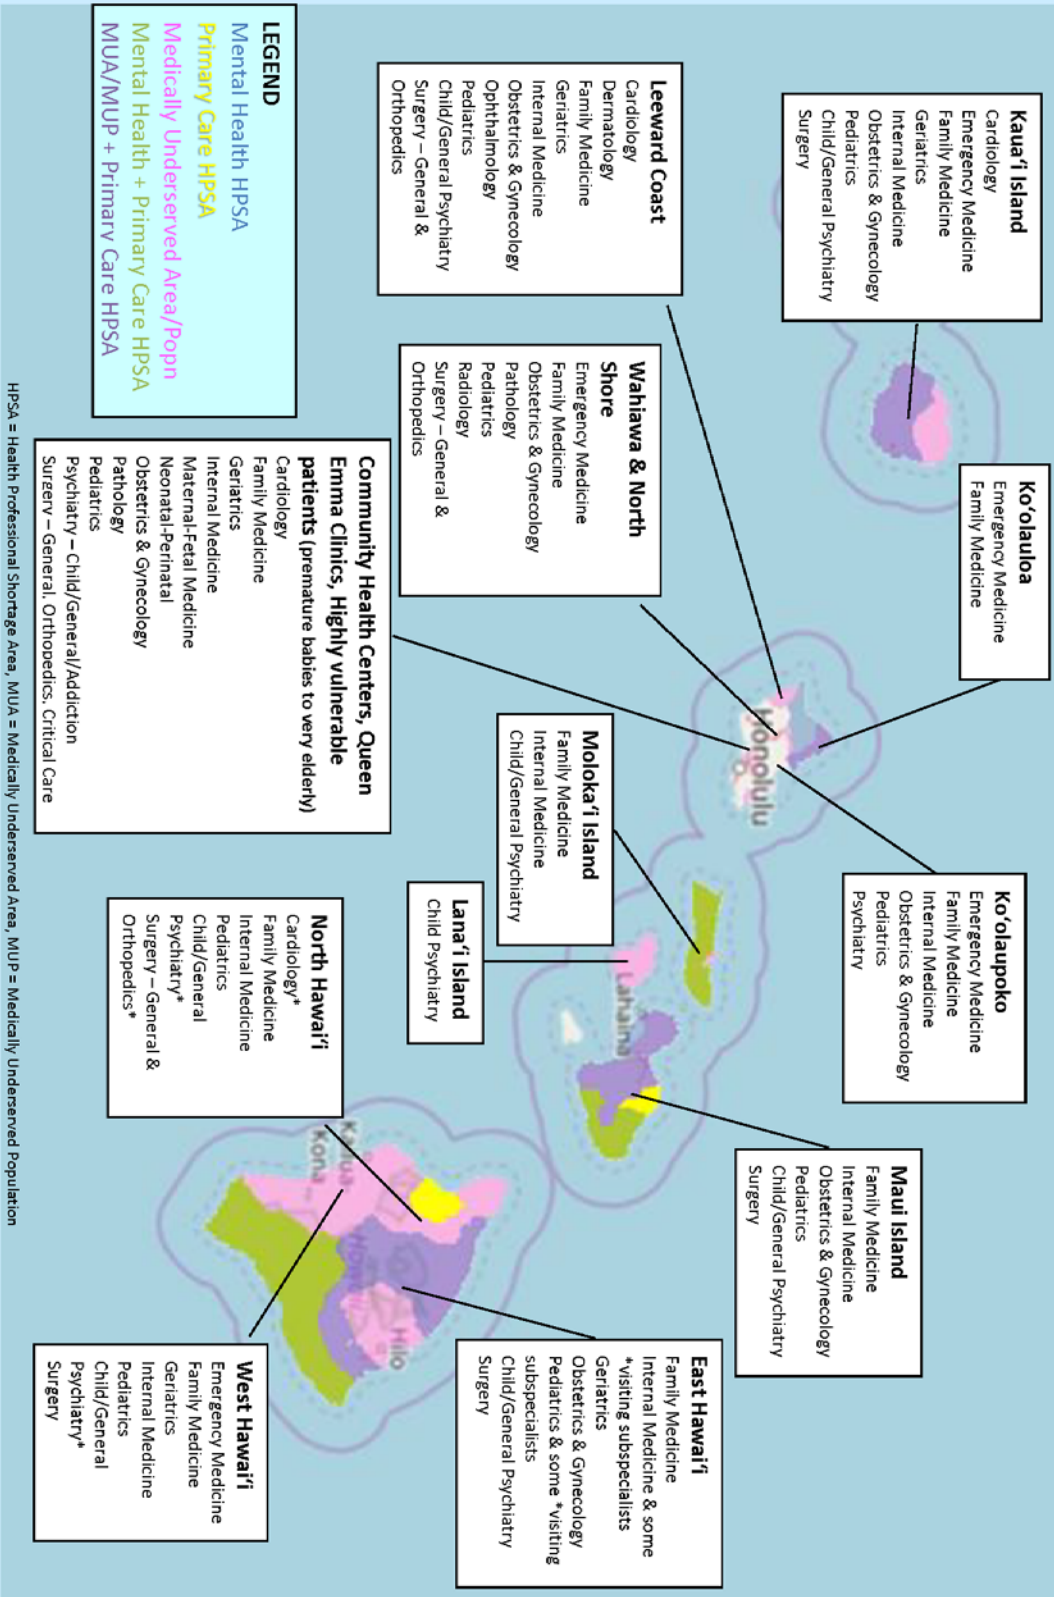 Kaua‘i Island
Cardiology
Emergency Medicine
Family Medicine
Geriatrics
Internal Medicine
Obstetrics & Gynecology
Pediatrics
Child/General Psychiatry
Surgery
Ko‘olauloa
Emergency Medicine
Family Medicine
Ko‘olaupoko
Emergency Medicine
Family Medicine
Internal Medicine
Obstetrics & Gynecology
Pediatrics
Psychiatry
Maui Island
Family Medicine
Internal Medicine
Obstetrics & Gynecology
Pediatrics
Child/General Psychiatry
Surgery
East Hawai‘i
Family Medicine
Internal Medicine & some
*visiting subspecialists
Geriatrics
Obstetrics & Gynecology
Pediatrics & some *visiting
subspecialists
Child/General Psychiatry
Surgery
Leeward Coast
Cardiology
Dermatology
Family Medicine
Geriatrics
Internal Medicine
Obstetrics & Gynecology
Ophthalmology
Pediatrics
Child/General Psychiatry
Surgery – General &
Orthopedics
Wahiawa & North
Shore
Emergency Medicine
Family Medicine
Obstetrics & Gynecology
Pathology
Pediatrics
Radiology
Surgery – General &
Orthopedics
Honolulu
Moloka‘i Island
Family Medicine
Internal Medicine
Child/General Psychiatry
Lahaina
Lana‘i Island
Child Psychiatry
Hilo
Kailua
Kona
LEGEND
Mental Health HPSA
Primary Care HPSA
Medically Underserved Area/Popn
Mental Health + Primary Care HPSA
MUA/MUP + Primary Care HPSA
Community Health Centers, Queen
Emma Clinics, Highly vulnerable
patients (premature babies to very elderly)
Cardiology
Family Medicine
Geriatrics
Internal Medicine
Maternal-Fetal Medicine
Neonatal-Perinatal
Obstetrics & Gynecology
Pathology
Pediatrics
Psychiatry – Child/General/Addiction
Surgery – General, Orthopedics, Critical Care
North Hawai‘i
Cardiology*
Family Medicine
Internal Medicine
Pediatrics
Child/General
Psychiatry*
Surgery – General &
Orthopedics*
West Hawai‘i
Emergency Medicine
Family Medicine
Geriatrics
Internal Medicine
Pediatrics
Child/General
Psychiatry*
Surgery
HPSA = Health Professional Shortage Area, MUA = Medically Underserved Area, MUP = Medically Underserved Population